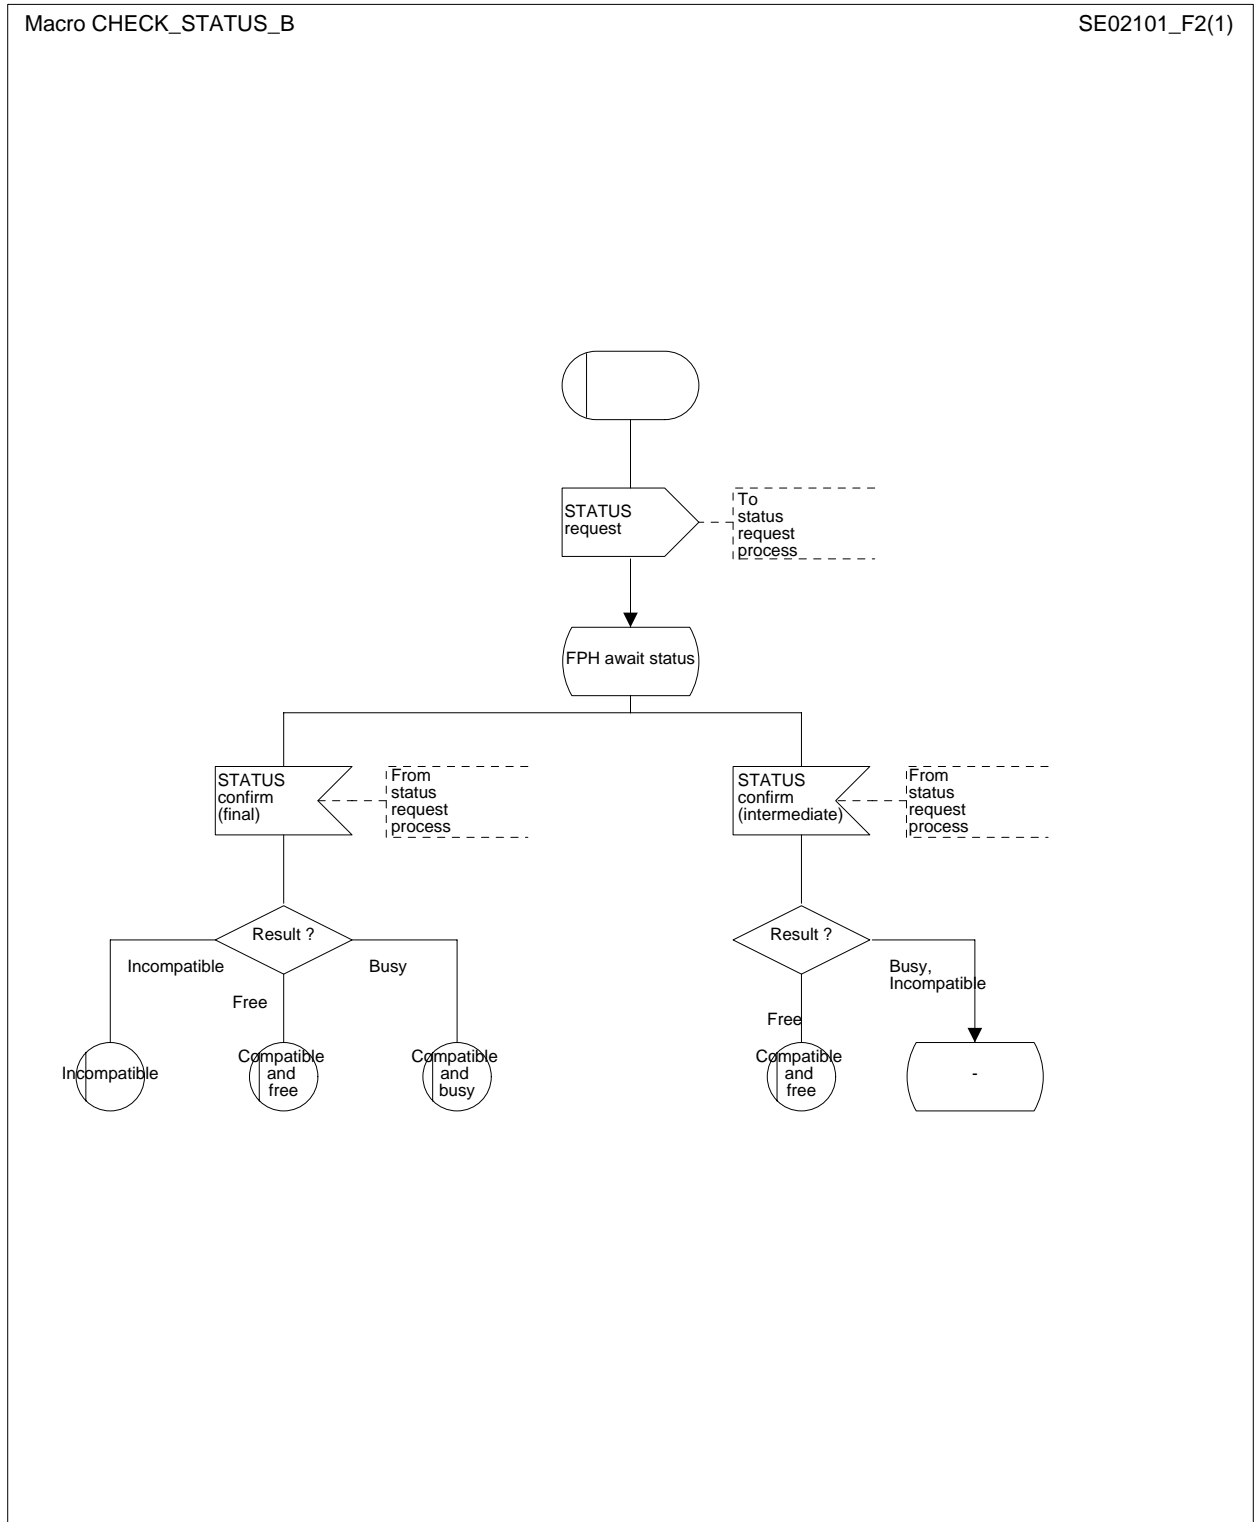 Macro CHECK_STATUS_B
SE02101_F2(1)
STATUS
request
To
status
request
process
FPH await status
STATUS
confirm
(final)
From
status
request
process
STATUS
confirm
(intermediate)
From
status
request
process
Result ?
Incompatible
Free
Busy
Result ?
Free
Busy,
Incompatible
Incompatible
Compatible
and
free
Compatible
and
busy
Compatible
and
free
-